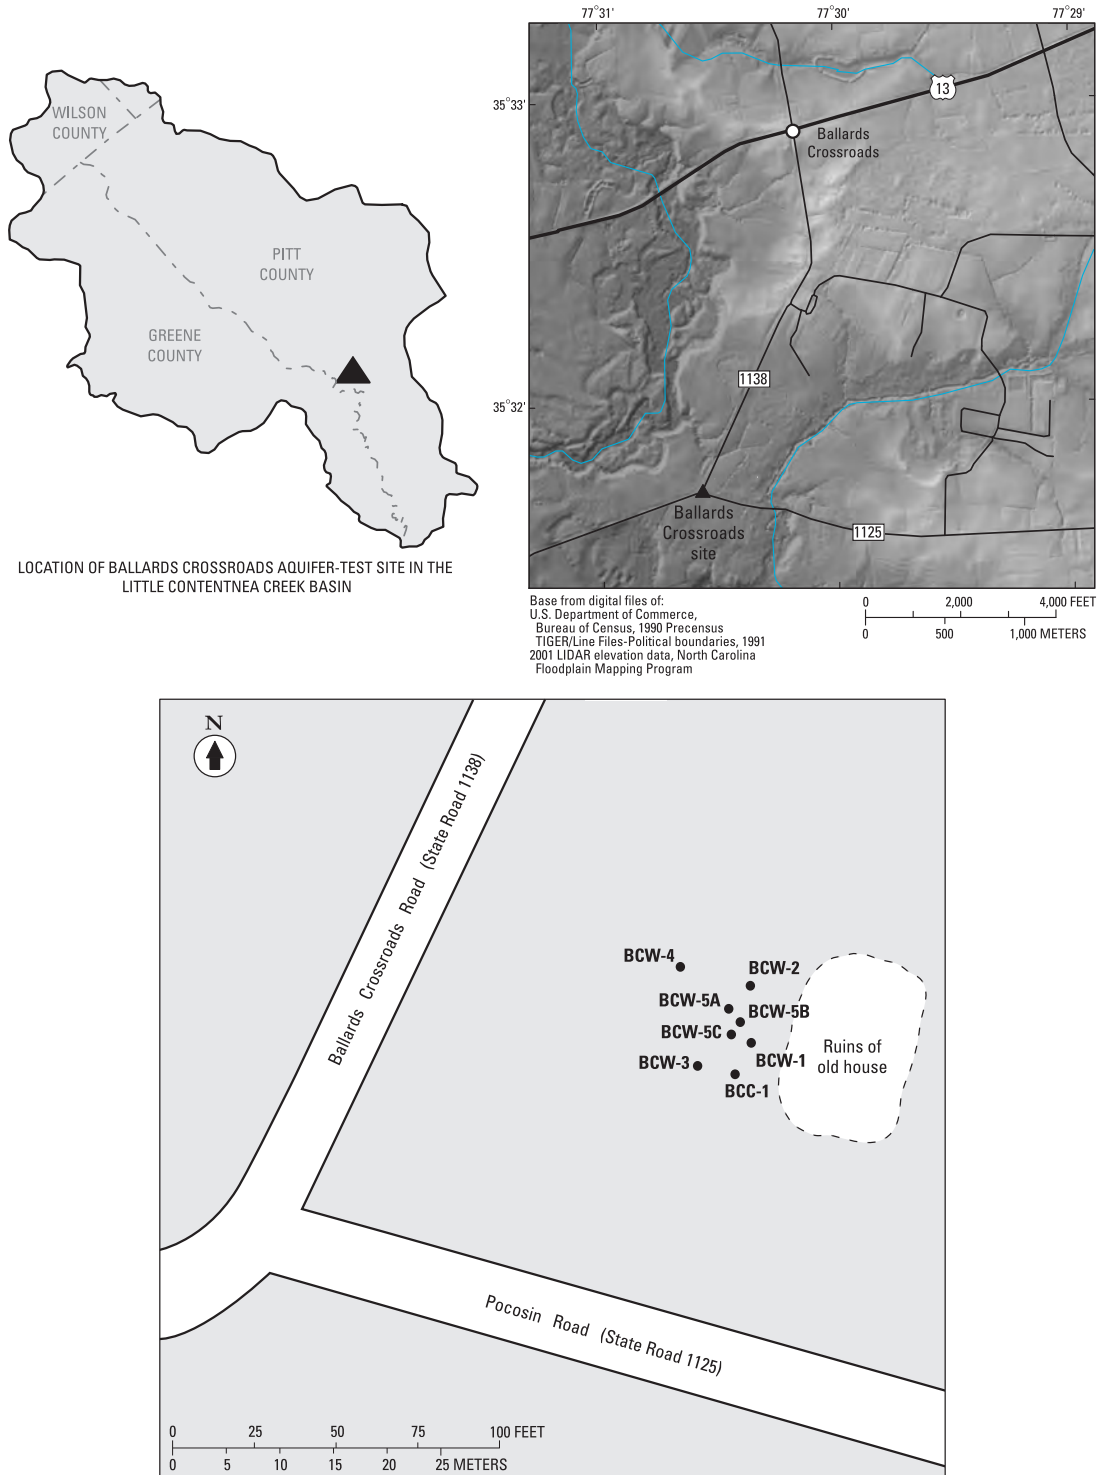 WILSON
COUNTY
PITT
COUNTY
GREENE
COUNTY
LOCATION OF BALLARDS CROSSROADS AQUIFER-TEST SITE IN THE
LITTLE CONTENTNEA CREEK BASIN
77°31' 77°30' 77°29'
35°33'
13
Ballards
Crossroads
1138
35°32'
Ballards
Crossroads
site
1125
Base from digital files of:
U.S. Department of Commerce,
Bureau of Census, 1990 Precensus
TIGER/Line Files-Political boundaries, 1991
2001 LIDAR elevation data, North Carolina
Floodplain Mapping Program
0 2,000 4,000 FEET
0 500 1,000 METERS
N
Ballards Crossroads Road (State Road 1138)
BCW-4
BCW-2
BCW-5A
BCW-5B
BCW-5C
BCW-1
BCW-3
BCC-1
Ruins of
old house
Pocosin Road (State Road 1125)
0 25 50 75 100 FEET
0 5 10 15 20 25 METERS